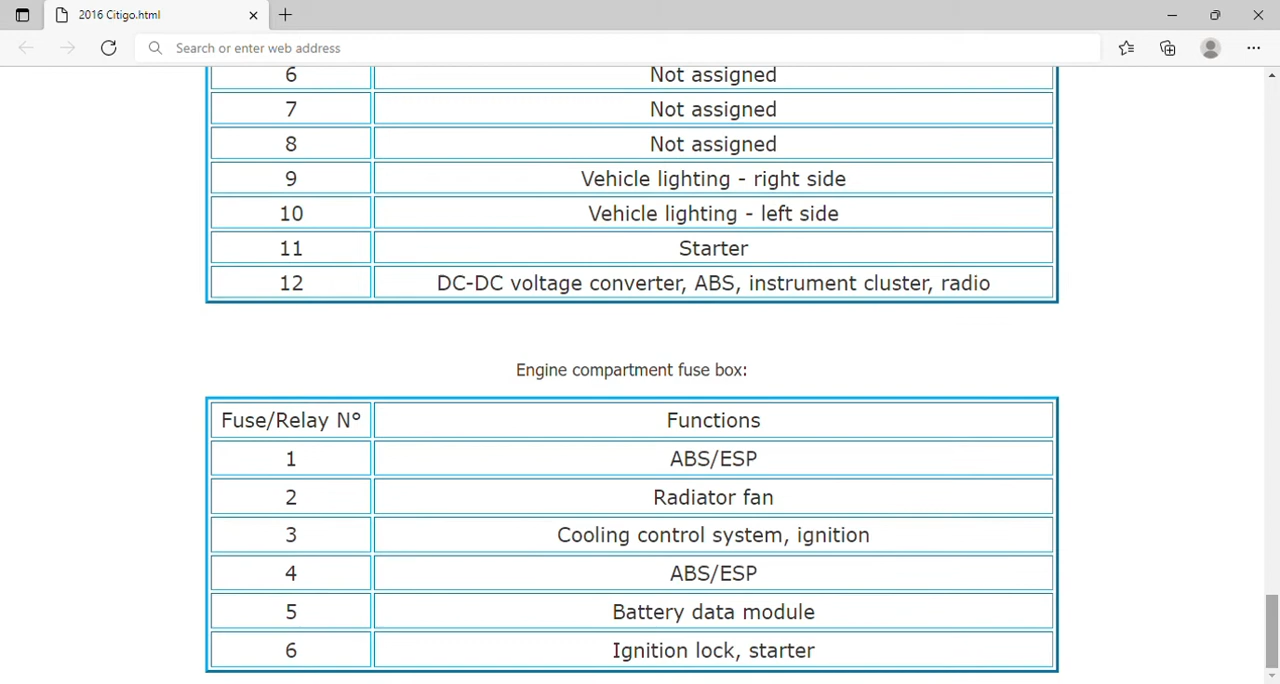 2016 Citigo.html
Search or enter web address
6 Not assigned
7 Not assigned
8 Not assigned
9 Vehicle lighting - right side
10 Vehicle lighting - left side
11 Starter
12 DC-DC voltage converter, ABS, instrument cluster, radio
Engine compartment fuse box:
Fuse/Relay N° Functions
1 ABS/ESP
2 Radiator fan
3 Cooling control system, ignition
4 ABS/ESP
5 Battery data module
6 Ignition lock, starter